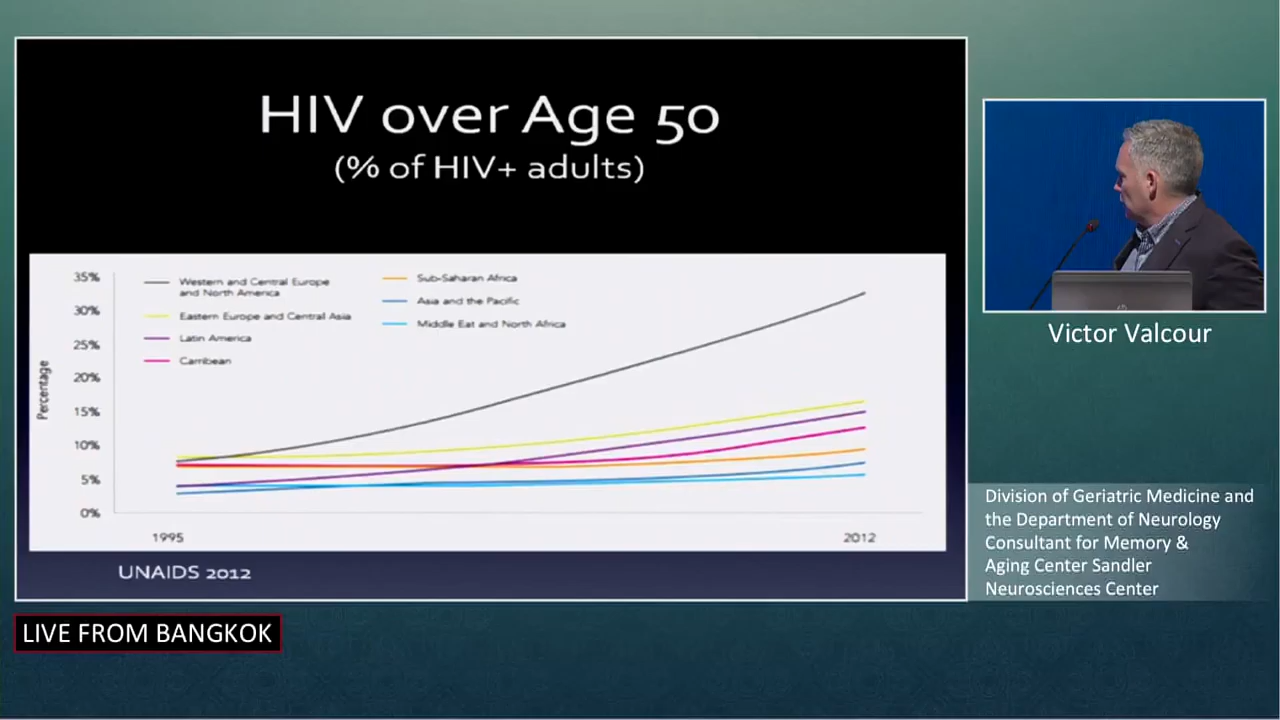 HIV over Age 50
(% of HIV+ adults)
35%
30%
25%
20%
15%
10%
5%
0%
Percentage
Western and Central Europe
and North America
Eastern Europe and Central Asia
Latin America
Carribean
Sub-Saharan Africa
Asia and the Pacific
Middle Eat and North Africa
1995
2012
UNAIDS 2012
Victor Valcour
Division of Geriatric Medicine and
the Department of Neurology
Consultant for Memory &
Aging Center Sandler
Neurosciences Center
LIVE FROM BANGKOK